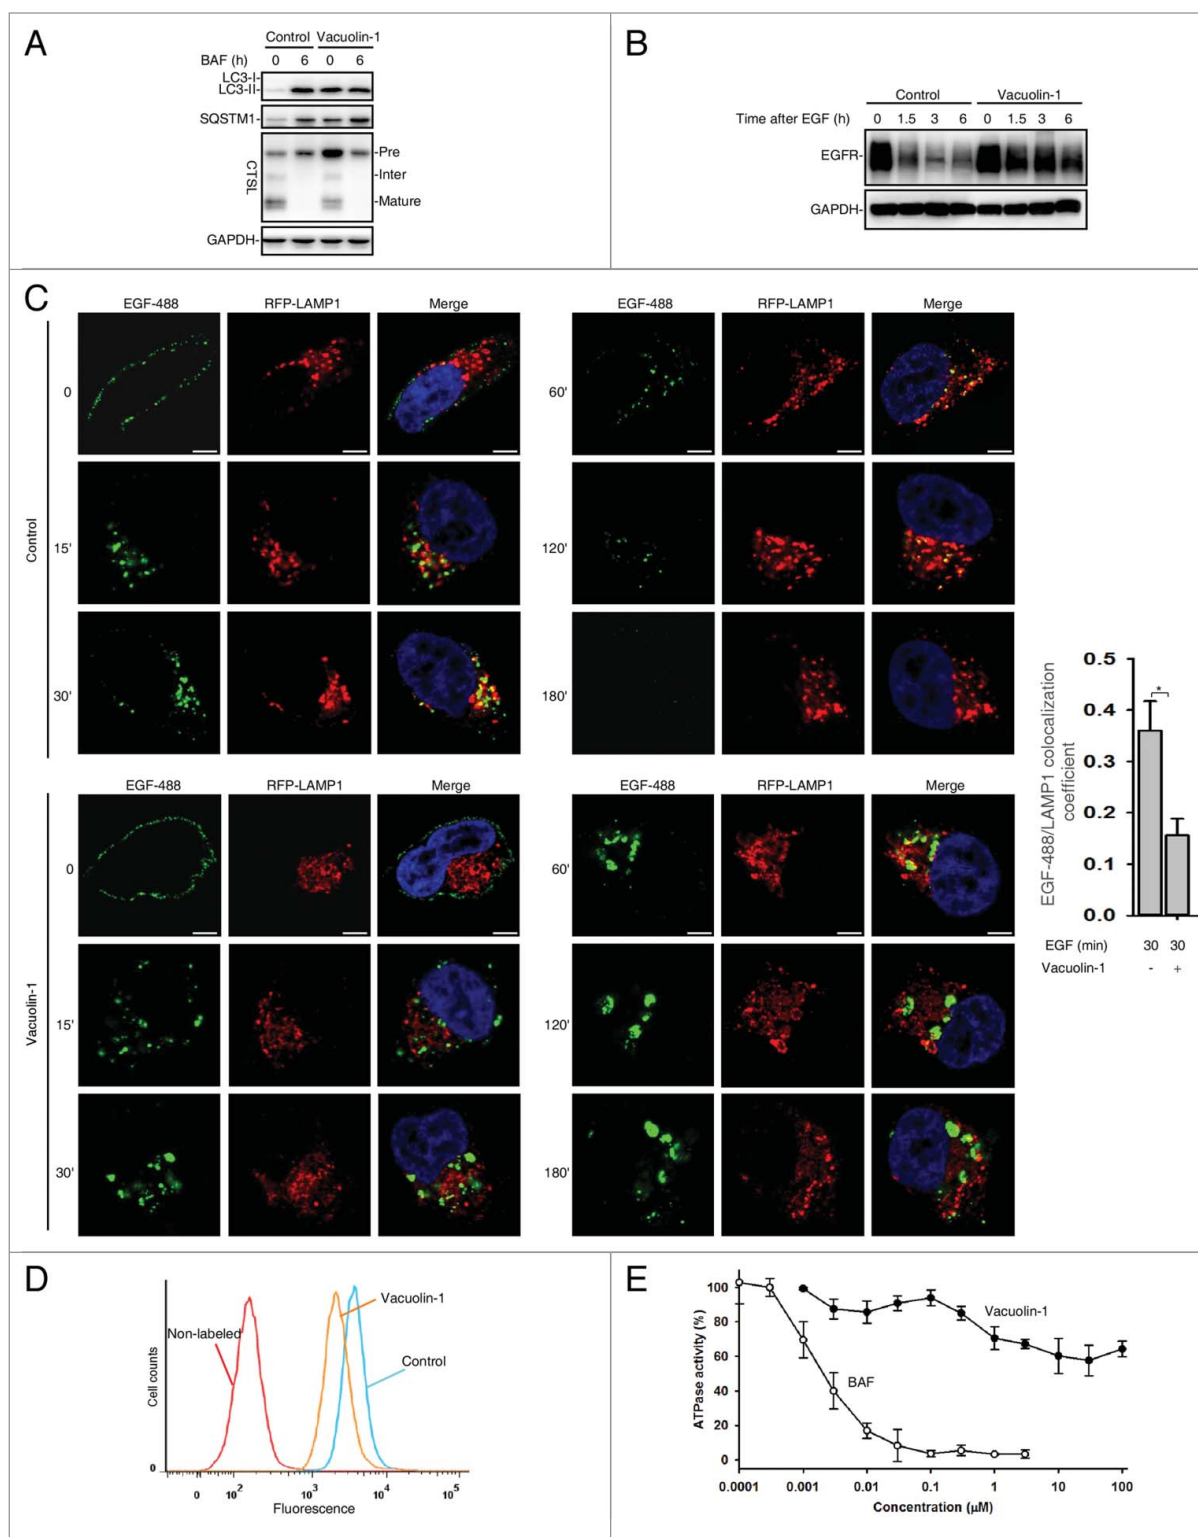 A
Control Vacuolin-1
BAF (h) 0 6 0 6
LC3-I-
LC3-II-
SQSTM1-
CTSL
-Pre
-Inter
-Mature
GAPDH-
B
Control Vacuolin-1
Time after EGF (h) 0 1.5 3 6 0 1.5 3 6
EGFR-
GAPDH-
C
EGF-488 RFP-LAMP1 Merge EGF-488 RFP-LAMP1 Merge
Control
0 60'
15' 120'
30' 180'
EGF-488 RFP-LAMP1 Merge EGF-488 RFP-LAMP1 Merge
Vacuolin-1
0 60'
15' 120'
30' 180'
EGF-488/LAMP1 colocalization
coefficient
0.5
0.4
0.3
0.2
0.1
0.0
*
EGF (min) 30 30
Vacuolin-1 - +
D
Cell counts
0
Non-labeled
Vacuolin-1
Control
0 10² 10³ 10⁴ 10⁵
Fluorescence
E
ATPase activity (%)
100
80
60
40
20
0
Vacuolin-1
BAF
0.0001 0.001 0.01 0.1 1 10 100
Concentration (μM)